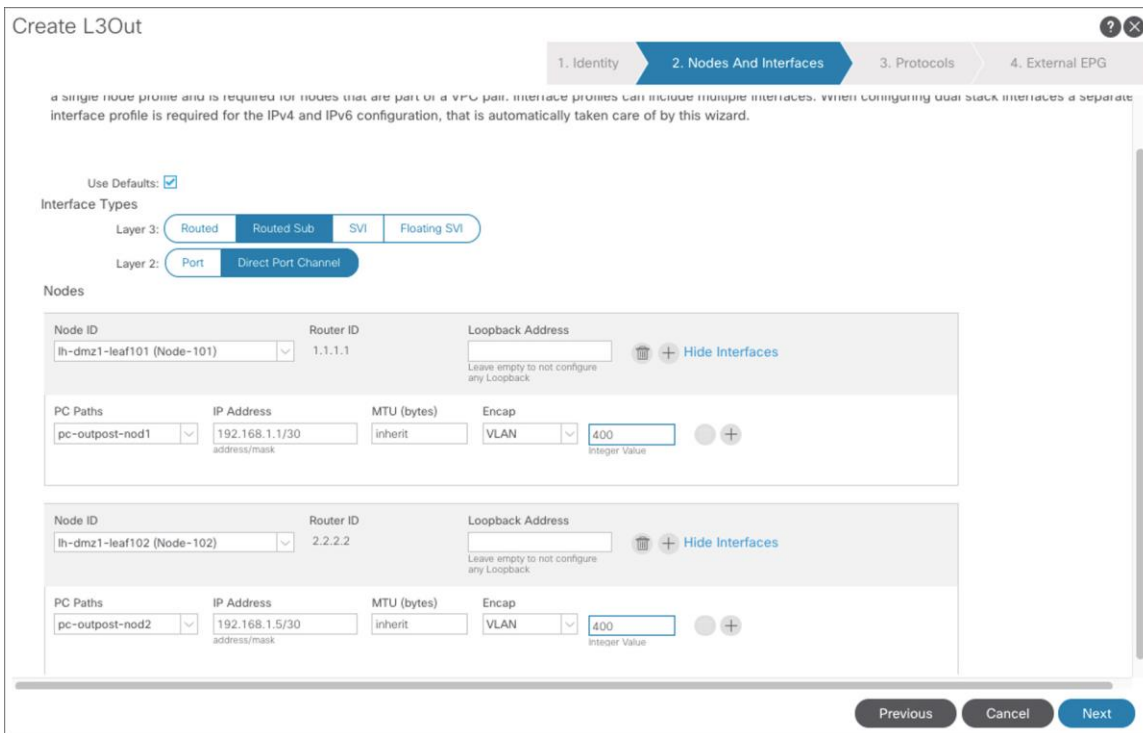 Create L3Out
1. Identity
2. Nodes And Interfaces
3. Protocols
4. External EPG
a single node profile and is required for nodes that are part of a VPC pair. Interface profiles can include multiple interfaces. When configuring dual stack interfaces a separate
interface profile is required for the IPv4 and IPv6 configuration, that is automatically taken care of by this wizard.
Use Defaults:
Interface Types
Layer 3: Routed Routed Sub SVI Floating SVI
Layer 2: Port Direct Port Channel
Nodes
Node ID Router ID Loopback Address
lh-dmz1-leaf101 (Node-101) 1.1.1.1 Hide Interfaces
Leave empty to not configure
any Loopback
PC Paths IP Address MTU (bytes) Encap
pc-outpost-nod1 192.168.1.1/30 inherit VLAN 400
address/mask Integer Value
Node ID Router ID Loopback Address
lh-dmz1-leaf102 (Node-102) 2.2.2.2 Hide Interfaces
Leave empty to not configure
any Loopback
PC Paths IP Address MTU (bytes) Encap
pc-outpost-nod2 192.168.1.5/30 inherit VLAN 400
address/mask Integer Value
Previous Cancel Next